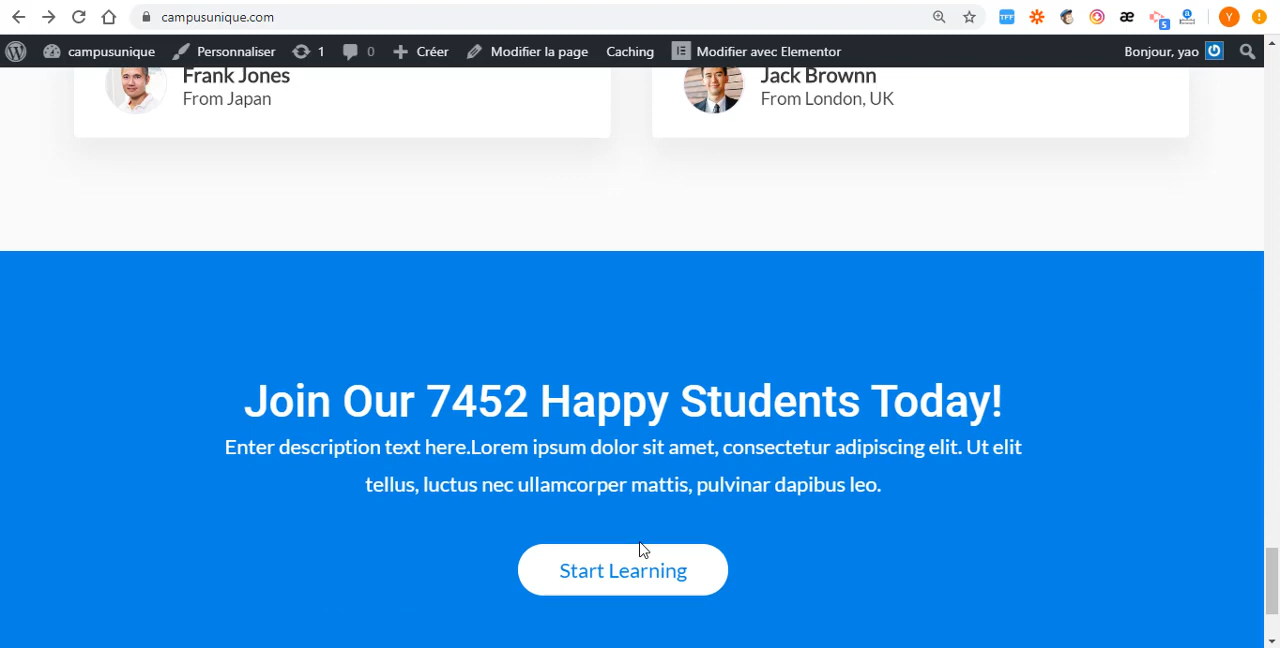 campusunique.com
TFF
æ
5
Y
campusunique Personnaliser 1 0 Créer Modifier la page Caching Modifier avec Elementor Bonjour, yao
Frank Jones
From Japan
Jack Brownn
From London, UK
Join Our 7452 Happy Students Today!
Enter description text here.Lorem ipsum dolor sit amet, consectetur adipiscing elit. Ut elit
tellus, luctus nec ullamcorper mattis, pulvinar dapibus leo.
Start Learning